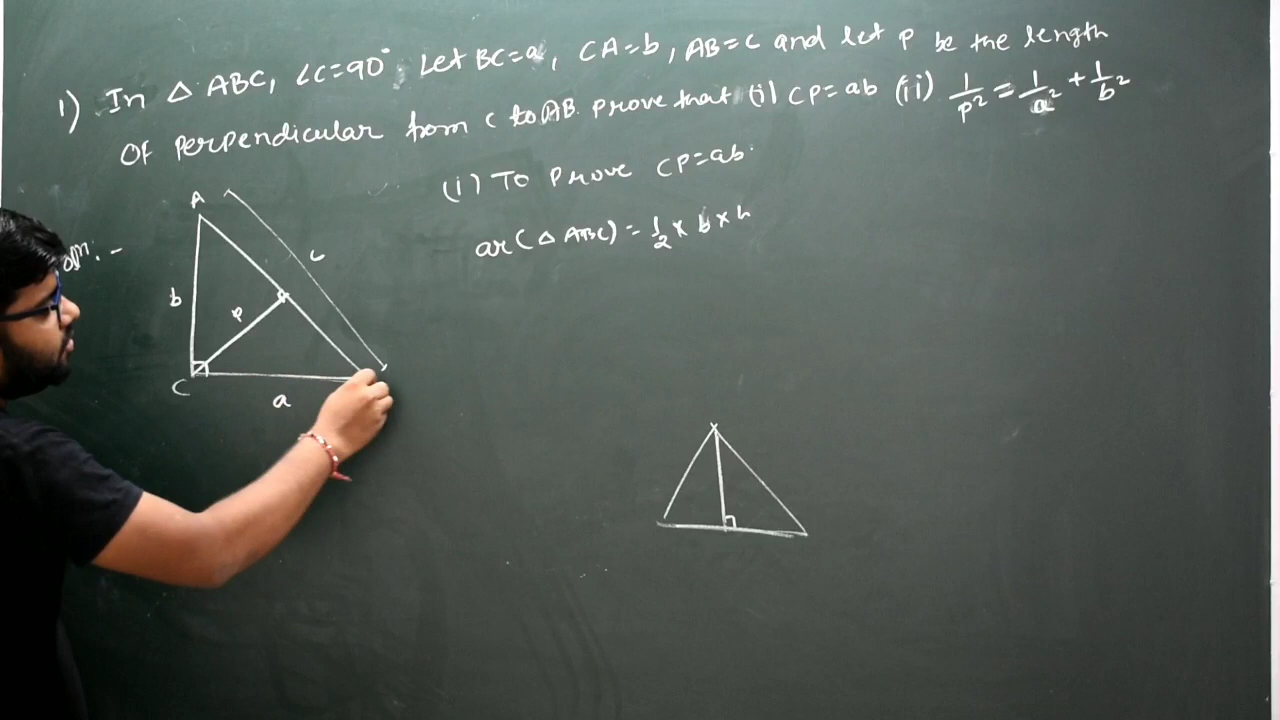 1) In △ ABC, ∠C=90° Let BC=a, CA=b, AB=c and let p be the length
of perpendicular from C to AB. prove that (i) cp=ab (ii) 1/p² = 1/a² + 1/b²
(i) To prove cp=ab.
ar(△ ABC) = 1/2 × b × h
A
c
b
p
C
a